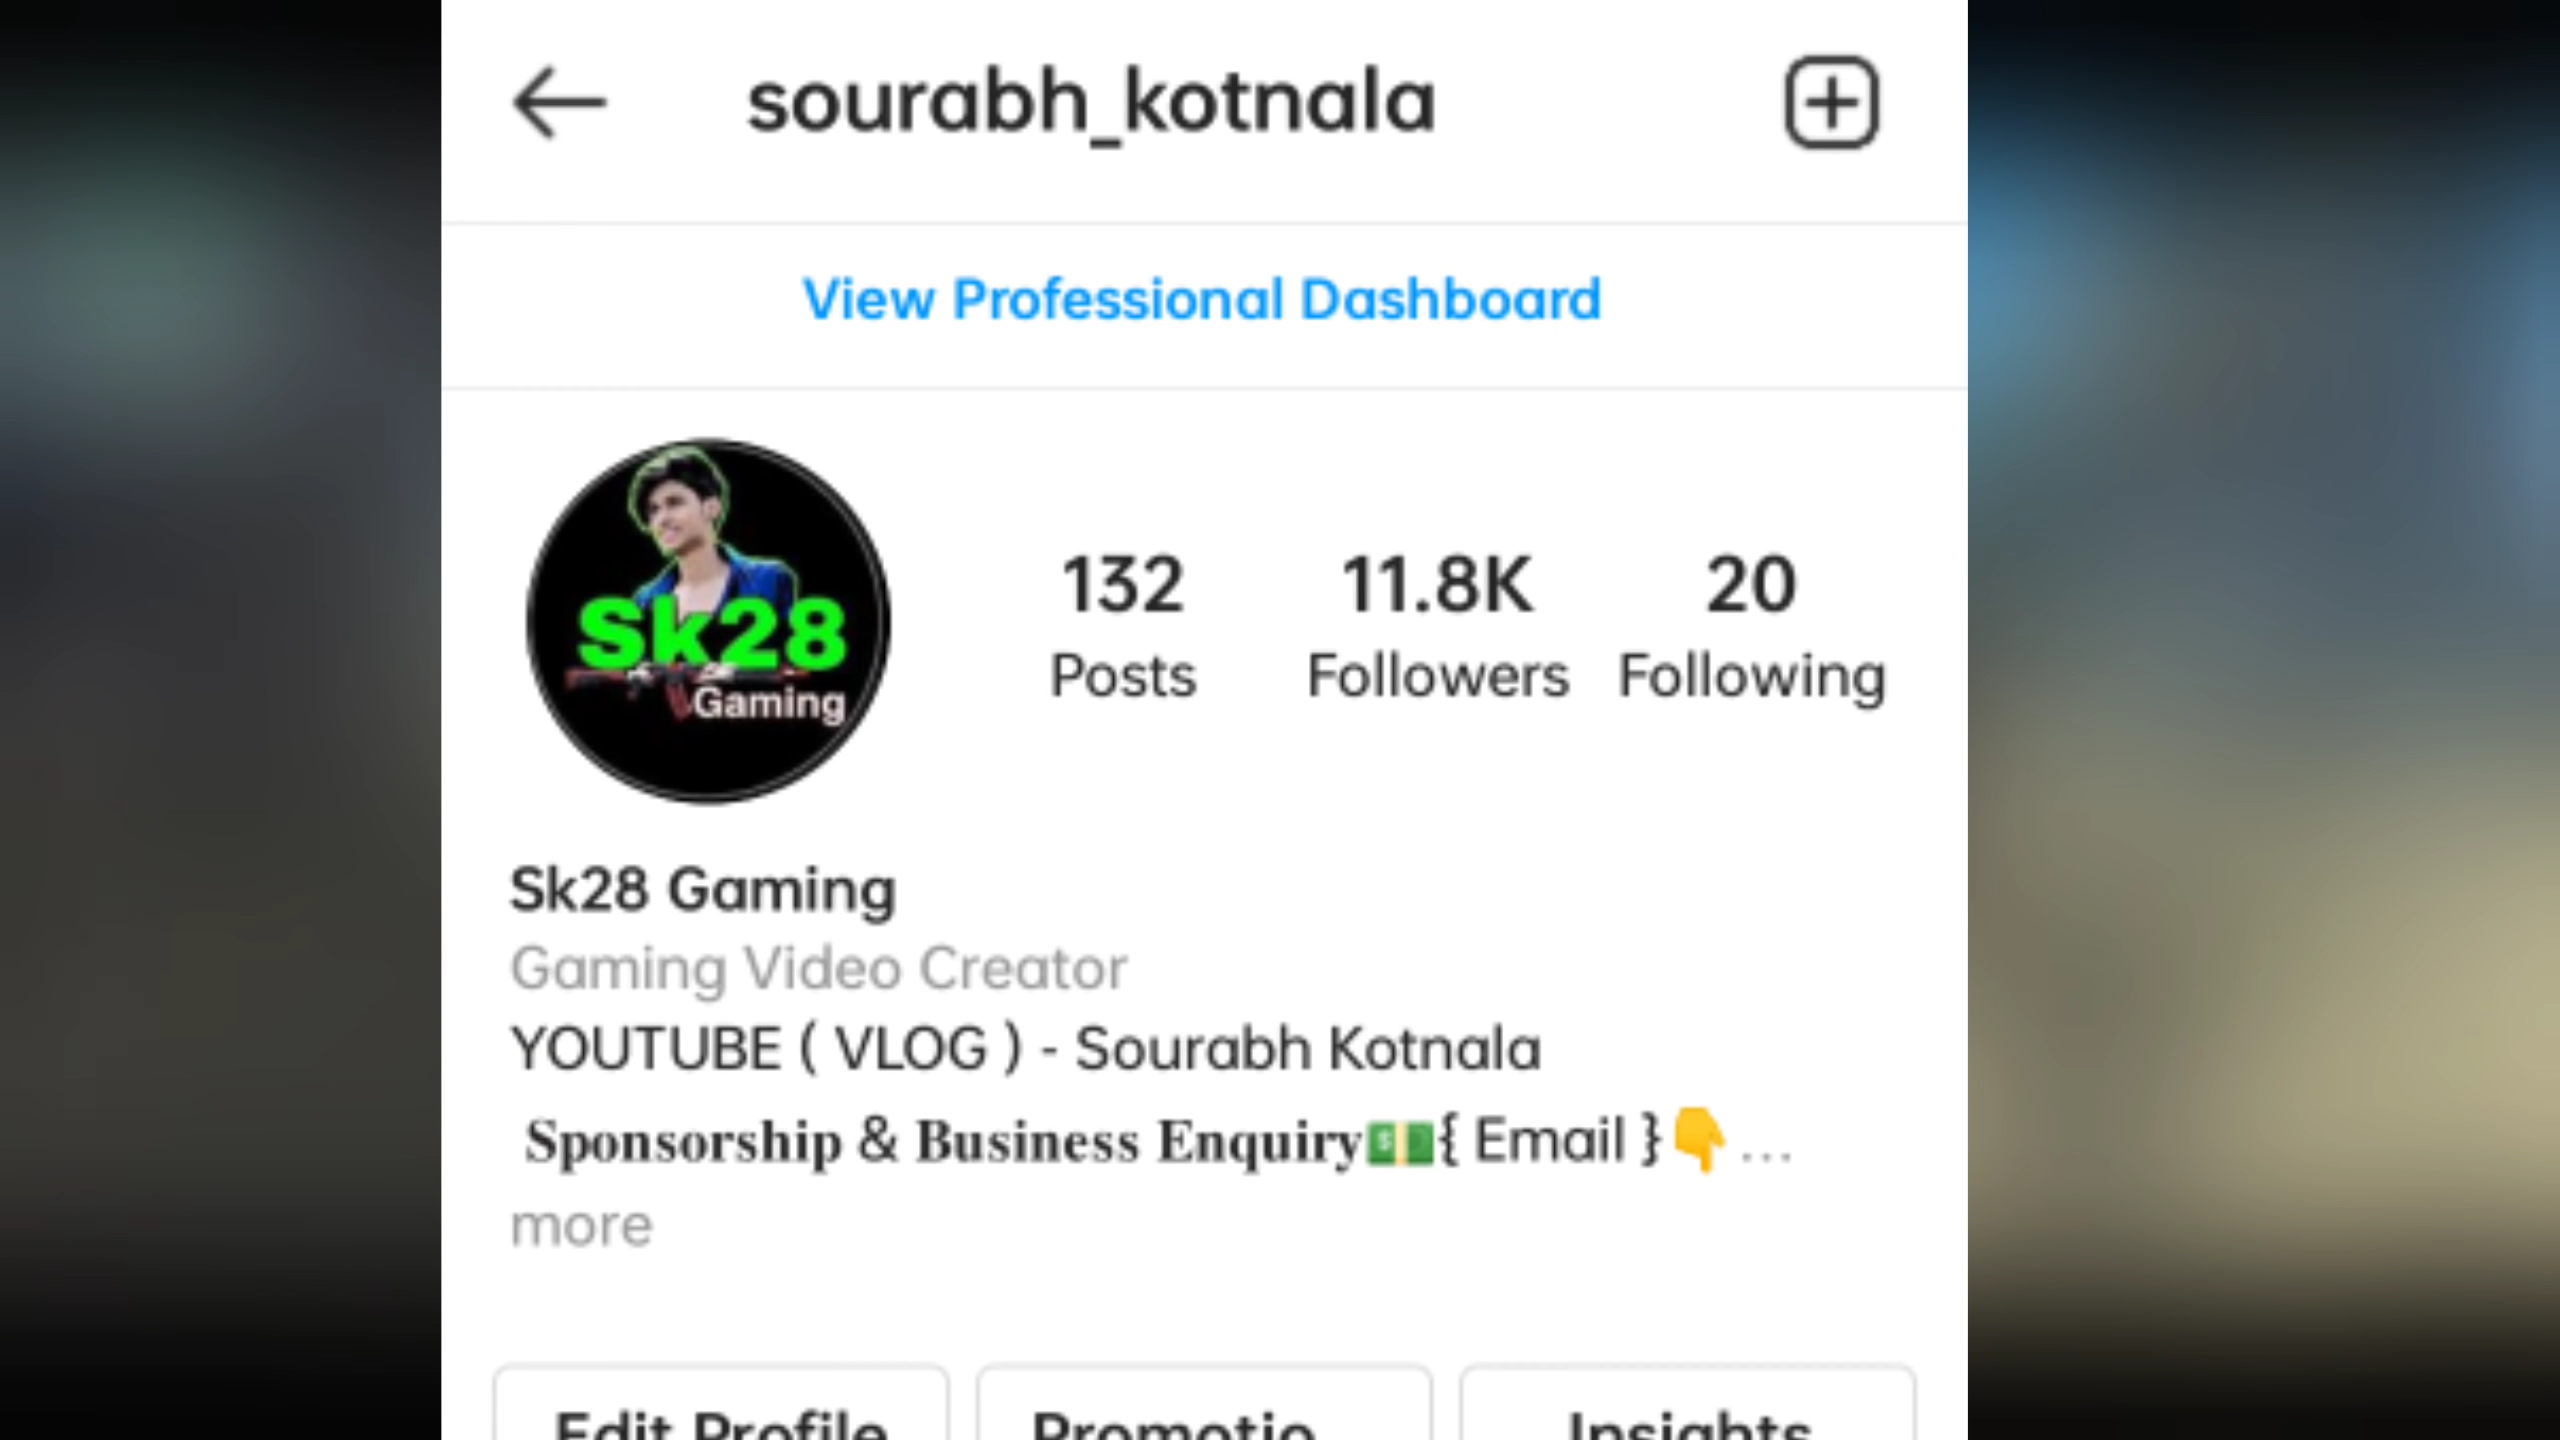 sourabh_kotnala
View Professional Dashboard
Sk28
Gaming
132
Posts
11.8K
Followers
20
Following
Sk28 Gaming
Gaming Video Creator
YOUTUBE ( VLOG ) - Sourabh Kotnala
𝐒𝐩𝐨𝐧𝐬𝐨𝐫𝐬𝐡𝐢𝐩 & 𝐁𝐮𝐬𝐢𝐧𝐞𝐬𝐬 𝐄𝐧𝐪𝐮𝐢𝐫𝐲💵{ Email }👇...
more
Edit Profile
Promotio
Insights